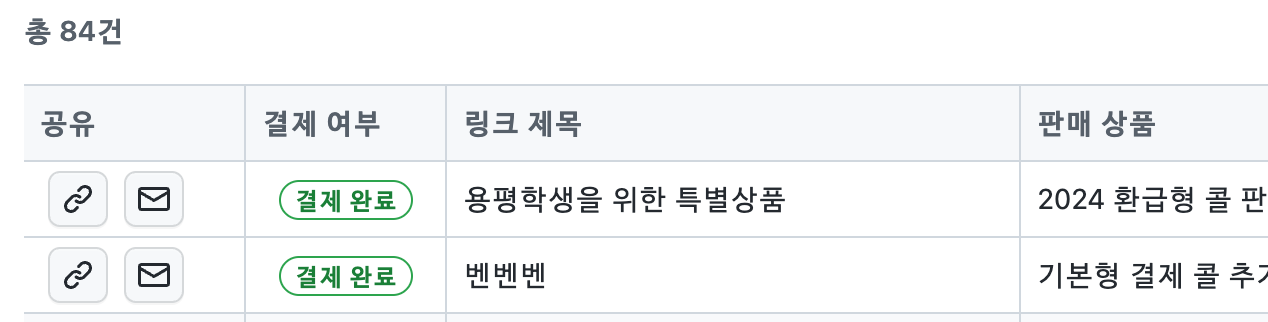 총 84건
공유 결제 여부 링크 제목 판매 상품
결제 완료 용평학생을 위한 특별상품 2024 환급형 콜 판
결제 완료 벤벤벤 기본형 결제 콜